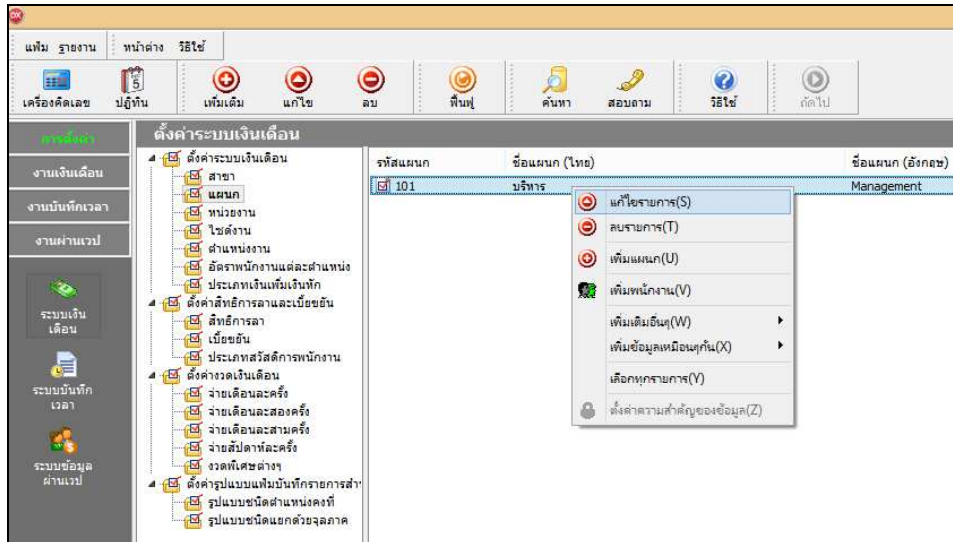 แฟ้ม รายงาน หน้าต่าง วิธีใช้
เครื่องคิดเลข ปฏิทิน เพิ่มเติม แก้ไข ลบ ฟื้นฟู ค้นหา สอบถาม วิธีใช้ ถัดไป
การตั้งค่า
งานเงินเดือน
งานบันทึกเวลา
งานผ่านเวป
ระบบเงินเดือน
ระบบบันทึกเวลา
ระบบข้อมูลผ่านเวป
ตั้งค่าระบบเงินเดือน
ตั้งค่าระบบเงินเดือน
สาขา
แผนก
หน่วยงาน
ไซด์งาน
ตำแหน่งงาน
อัตราพนักงานแต่ละตำแหน่ง
ประเภทเงินเพิ่มเงินหัก
ตั้งค่าสิทธิการลาและเบี้ยขยัน
สิทธิการลา
เบี้ยขยัน
ประเภทสวัสดิการพนักงาน
ตั้งค่างวดเงินเดือน
จ่ายเดือนละครั้ง
จ่ายเดือนละสองครั้ง
จ่ายเดือนละสามครั้ง
จ่ายสัปดาห์ละครั้ง
งวดพิเศษต่างๆ
ตั้งค่ารูปแบบแฟ้มบันทึกรายการสำ
รูปแบบชนิดตำแหน่งคงที่
รูปแบบชนิดแยกด้วยจุลภาค
รหัสแผนก ชื่อแผนก (ไทย) ชื่อแผนก (อังกฤษ)
101 บริหาร Management
แก้ไขรายการ(S)
ลบรายการ(T)
เพิ่มแผนก(U)
เพิ่มพนักงาน(V)
เพิ่มเติมอื่นๆ(W)
เพิ่มข้อมูลเหมือนๆกัน(X)
เลือกทุกรายการ(Y)
ตั้งค่าความสำคัญของข้อมูล(Z)